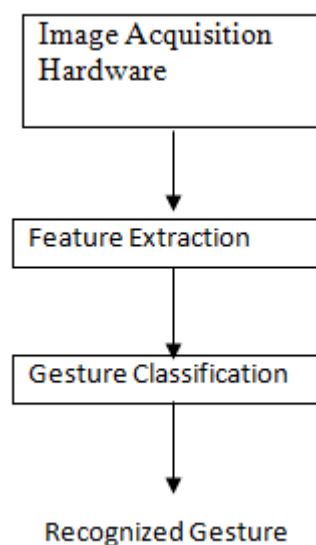 Image Acquisition
Hardware
Feature Extraction
Gesture Classification
Recognized Gesture